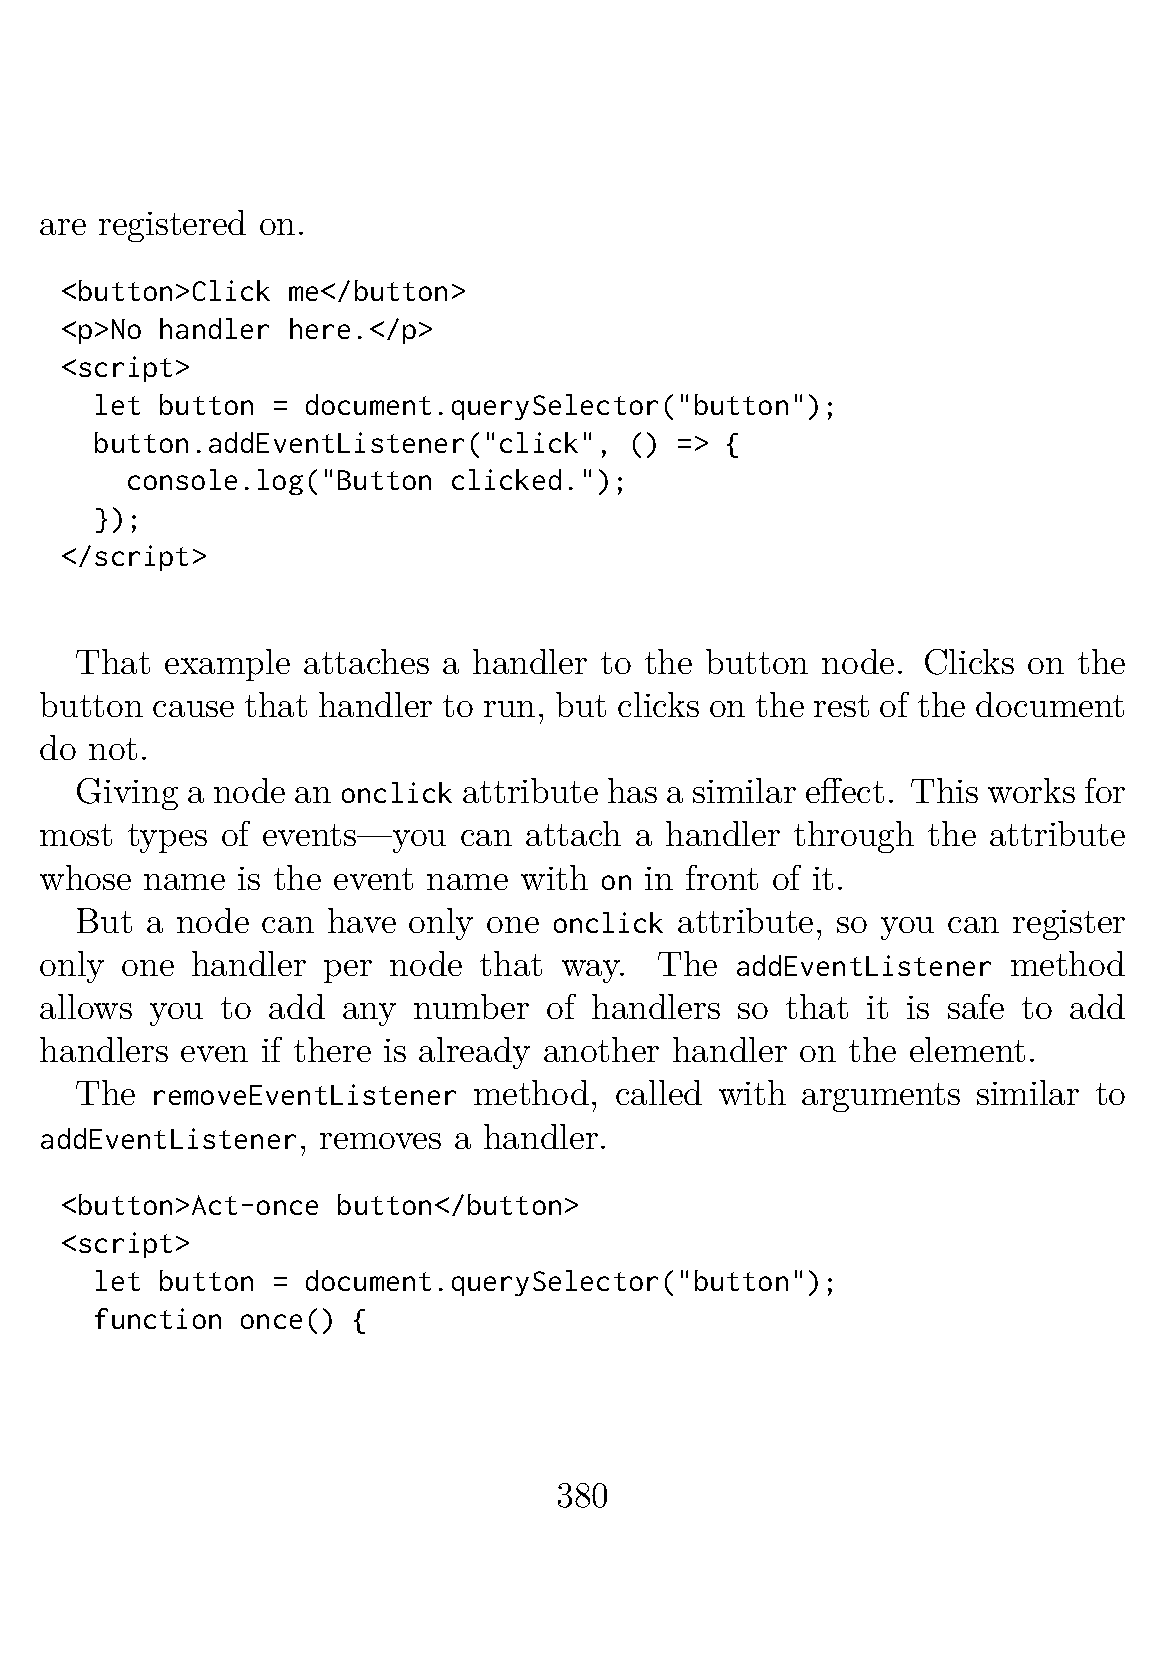 are registered on.
<button>Click me</button>
<p>No handler here.</p>
<script>
  let button = document.querySelector("button");
  button.addEventListener("click", () => {
    console.log("Button clicked.");
  });
</script>
That example attaches a handler to the button node. Clicks on the
button cause that handler to run, but clicks on the rest of the document
do not.
Giving a node an onclick attribute has a similar effect. This works for
most types of events—you can attach a handler through the attribute
whose name is the event name with on in front of it.
But a node can have only one onclick attribute, so you can register
only one handler per node that way. The addEventListener method
allows you to add any number of handlers so that it is safe to add
handlers even if there is already another handler on the element.
The removeEventListener method, called with arguments similar to
addEventListener, removes a handler.
<button>Act-once button</button>
<script>
  let button = document.querySelector("button");
  function once() {
380